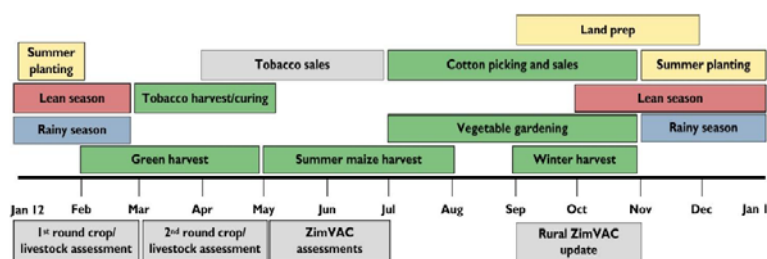 Land prep
Summer
planting
Tobacco sales
Cotton picking and sales
Summer planting
Lean season
Tobacco harvest/curing
Lean season
Rainy season
Vegetable gardening
Rainy season
Green harvest
Summer maize harvest
Winter harvest
Jan 12 Feb Mar Apr May Jun Jul Aug Sep Oct Nov Dec Jan 1
1st round crop/
livestock assessment
2nd round crop/
livestock assessment
ZimVAC
assessments
Rural ZimVAC
update